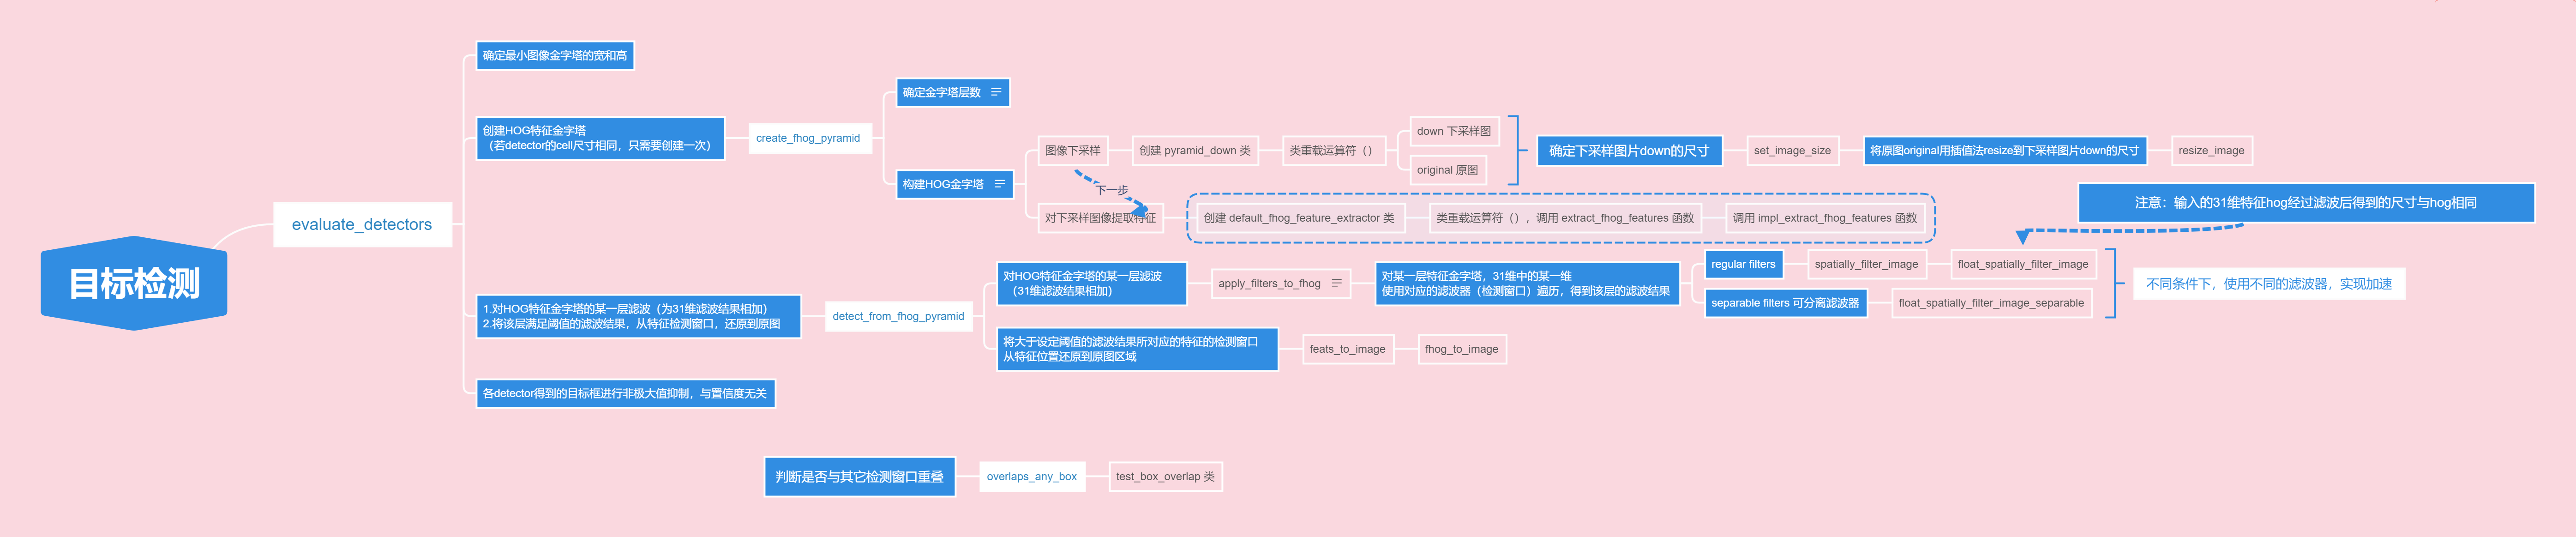 目标检测
evaluate_detectors
确定最小图像金字塔的宽和高
创建HOG特征金字塔
（若detector的cell尺寸相同，只需要创建一次）
create_fhog_pyramid
确定金字塔层数
构建HOG金字塔
图像下采样
创建 pyramid_down 类
类重载运算符（）
down 下采样图
original 原图
确定下采样图片down的尺寸
set_image_size
将原图original用插值法resize到下采样图片down的尺寸
resize_image
下一步
对下采样图像提取特征
创建 default_fhog_feature_extractor 类
类重载运算符（），调用 extract_fhog_features 函数
调用 impl_extract_fhog_features 函数
注意：输入的31维特征hog经过滤波后得到的尺寸与hog相同
1.对HOG特征金字塔的某一层滤波（为31维滤波结果相加）
2.将该层满足阈值的滤波结果，从特征检测窗口，还原到原图
detect_from_fhog_pyramid
对HOG特征金字塔的某一层滤波
（31维滤波结果相加）
apply_filters_to_fhog
对某一层特征金字塔，31维中的某一维
使用对应的滤波器（检测窗口）遍历，得到该层的滤波结果
regular filters
spatially_filter_image
float_spatially_filter_image
separable filters 可分离滤波器
float_spatially_filter_image_separable
不同条件下，使用不同的滤波器，实现加速
将大于设定阈值的滤波结果所对应的特征的检测窗口
从特征位置还原到原图区域
feats_to_image
fhog_to_image
各detector得到的目标框进行非极大值抑制，与置信度无关
判断是否与其它检测窗口重叠
overlaps_any_box
test_box_overlap 类